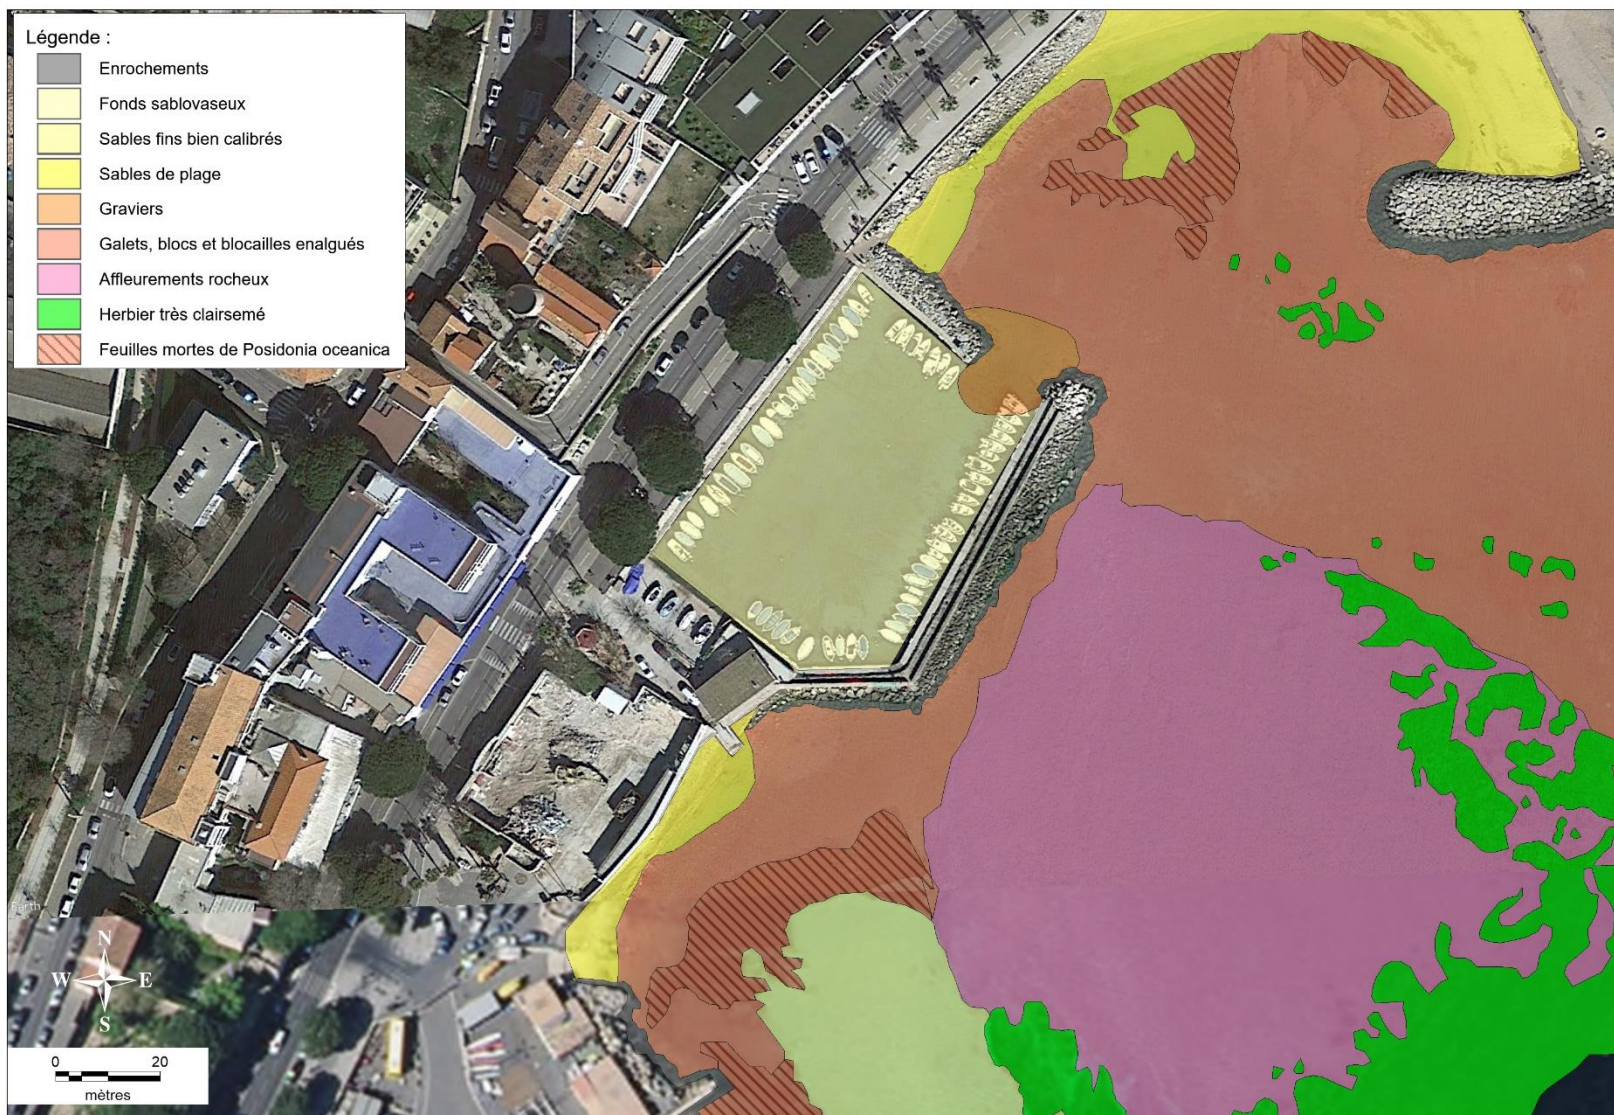 Légende :
Enrochements
Fonds sablovaseux
Sables fins bien calibrés
Sables de plage
Graviers
Galets, blocs et blocailles enalgués
Affleurements rocheux
Herbier très clairsemé
Feuilles mortes de Posidonia oceanica
Earth
N
W E
S
0 20
mètres